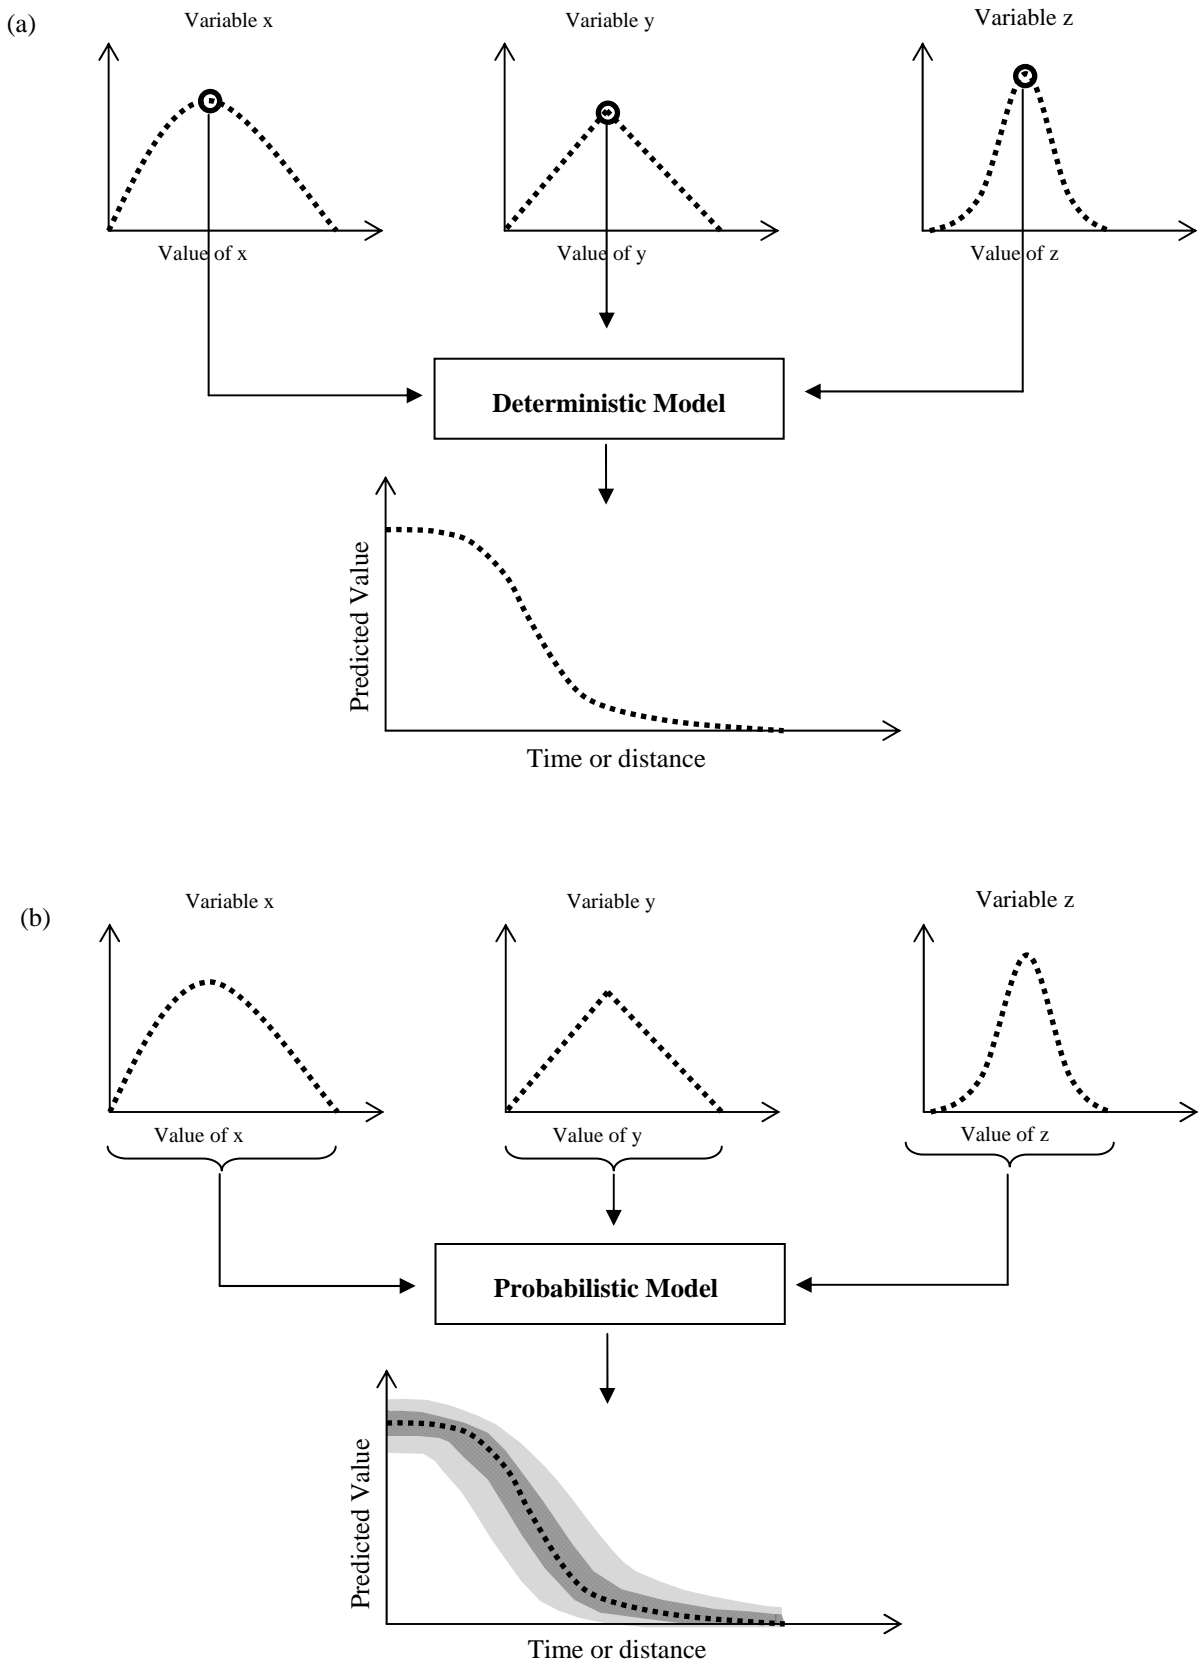 (a)
Variable x
Variable y
Variable z
Value of x
Value of y
Value of z
Deterministic Model
Predicted Value
Time or distance
(b)
Variable x
Variable y
Variable z
Value of x
Value of y
Value of z
Probabilistic Model
Predicted Value
Time or distance